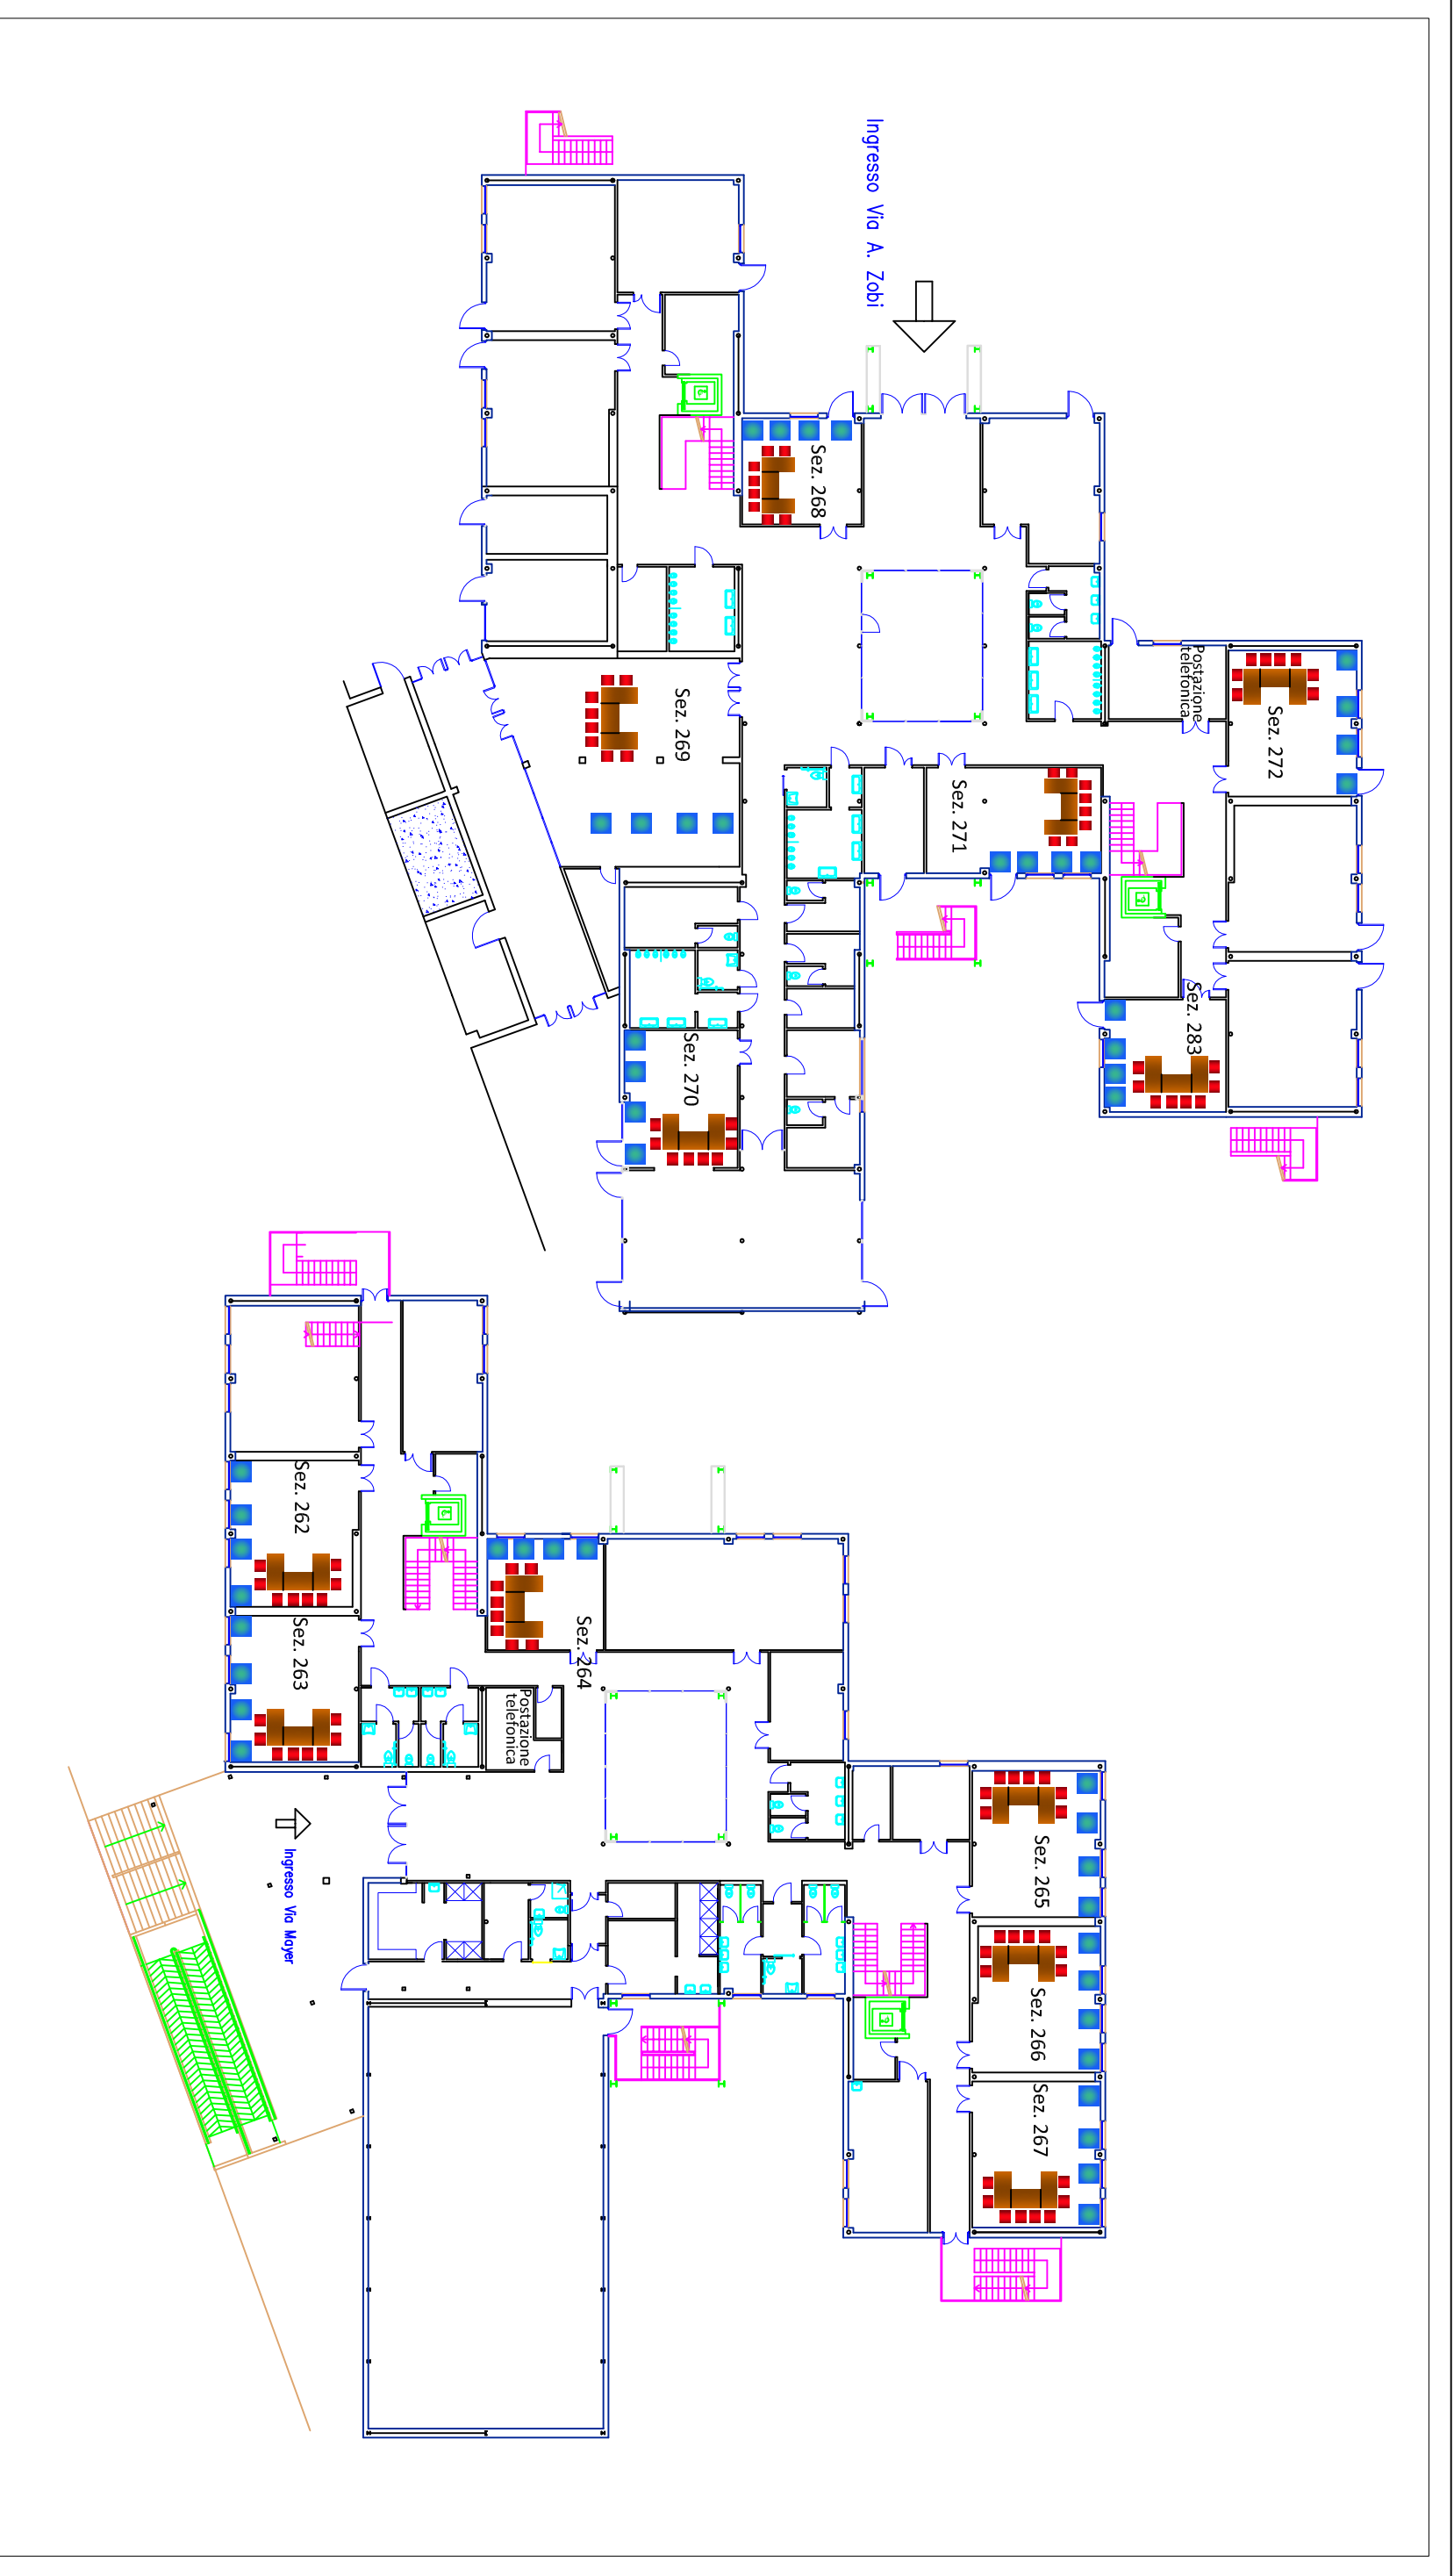 Ingresso Via A. Zobi
Sez. 268
Postazione
telefonica
Sez. 272
Sez. 269
Sez. 271
Sez. 283
Sez. 270
Sez. 262
Sez. 263
Sez. 264
Postazione
telefonica
Sez. 265
Sez. 266
Sez. 267
Ingresso Via Mayer